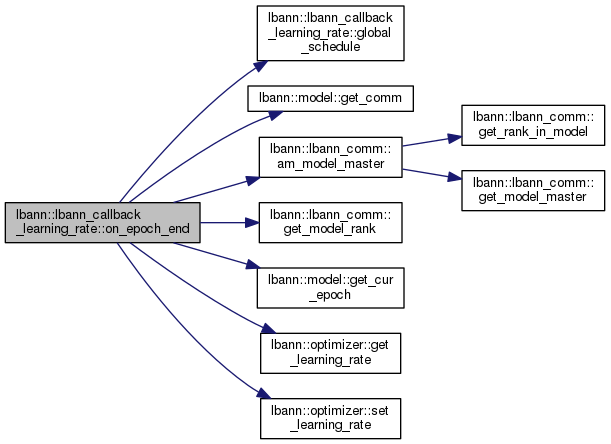 lbann::lbann_callback
_learning_rate::on_epoch_end
lbann::lbann_callback
_learning_rate::global
_schedule
lbann::model::get_comm
lbann::lbann_comm::
am_model_master
lbann::lbann_comm::
get_rank_in_model
lbann::lbann_comm::
get_model_master
lbann::lbann_comm::
get_model_rank
lbann::model::get_cur
_epoch
lbann::optimizer::get
_learning_rate
lbann::optimizer::set
_learning_rate